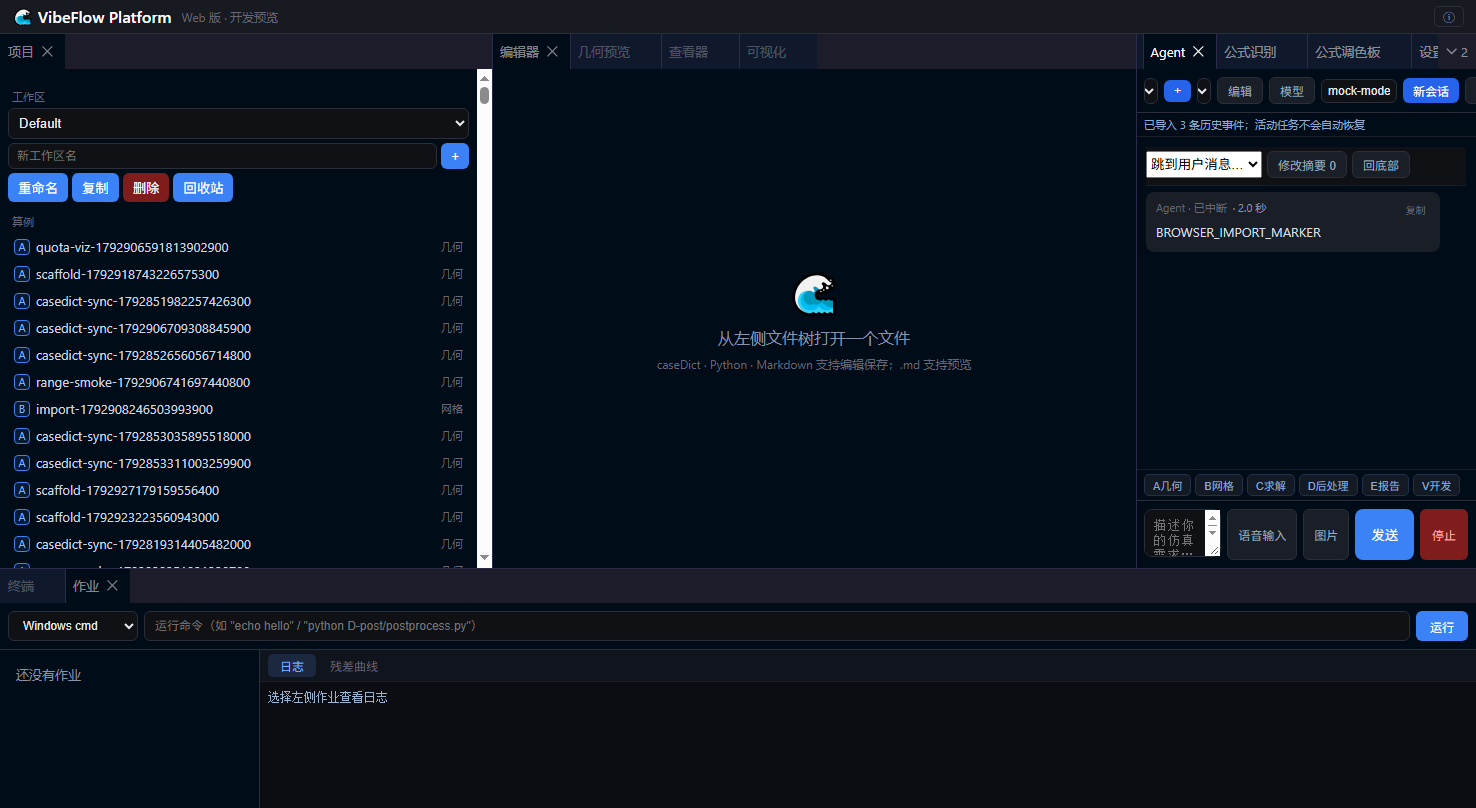 VibeFlow Platform Web 版 · 开发预览
项目
工作区
Default
新工作区名
+
重命名 复制 删除 回收站
算例
A quota-viz-1792906591813902900 几何
A scaffold-1792918743226575300 几何
A casedict-sync-1792851982257426300 几何
A casedict-sync-1792906709308845900 几何
A casedict-sync-1792852656056714800 几何
A range-smoke-1792906741697440800 几何
B import-1792908246503993900 网格
A casedict-sync-1792853035895518000 几何
A casedict-sync-1792853311003259900 几何
A scaffold-1792927179159556400 几何
A scaffold-1792923223560943000 几何
A casedict-sync-1792819314405482000 几何
编辑器 几何预览 查看器 可视化
从左侧文件树打开一个文件
caseDict · Python · Markdown 支持编辑保存；.md 支持预览
Agent 公式识别 公式调色板 设 2
+ 编辑 模型 mock-mode 新会话
已导入 3 条历史事件；活动任务不会自动恢复
跳到用户消息… 修改摘要 0 回底部
Agent · 已中断 · 2.0 秒 复制
BROWSER_IMPORT_MARKER
A几何 B网格 C求解 D后处理 E报告 V开发
描述你
的仿真
需求…
语音输入 图片 发送 停止
终端 作业
Windows cmd 运行命令（如 "echo hello" / "python D-post/postprocess.py"） 运行
还没有作业
日志 残差曲线
选择左侧作业查看日志